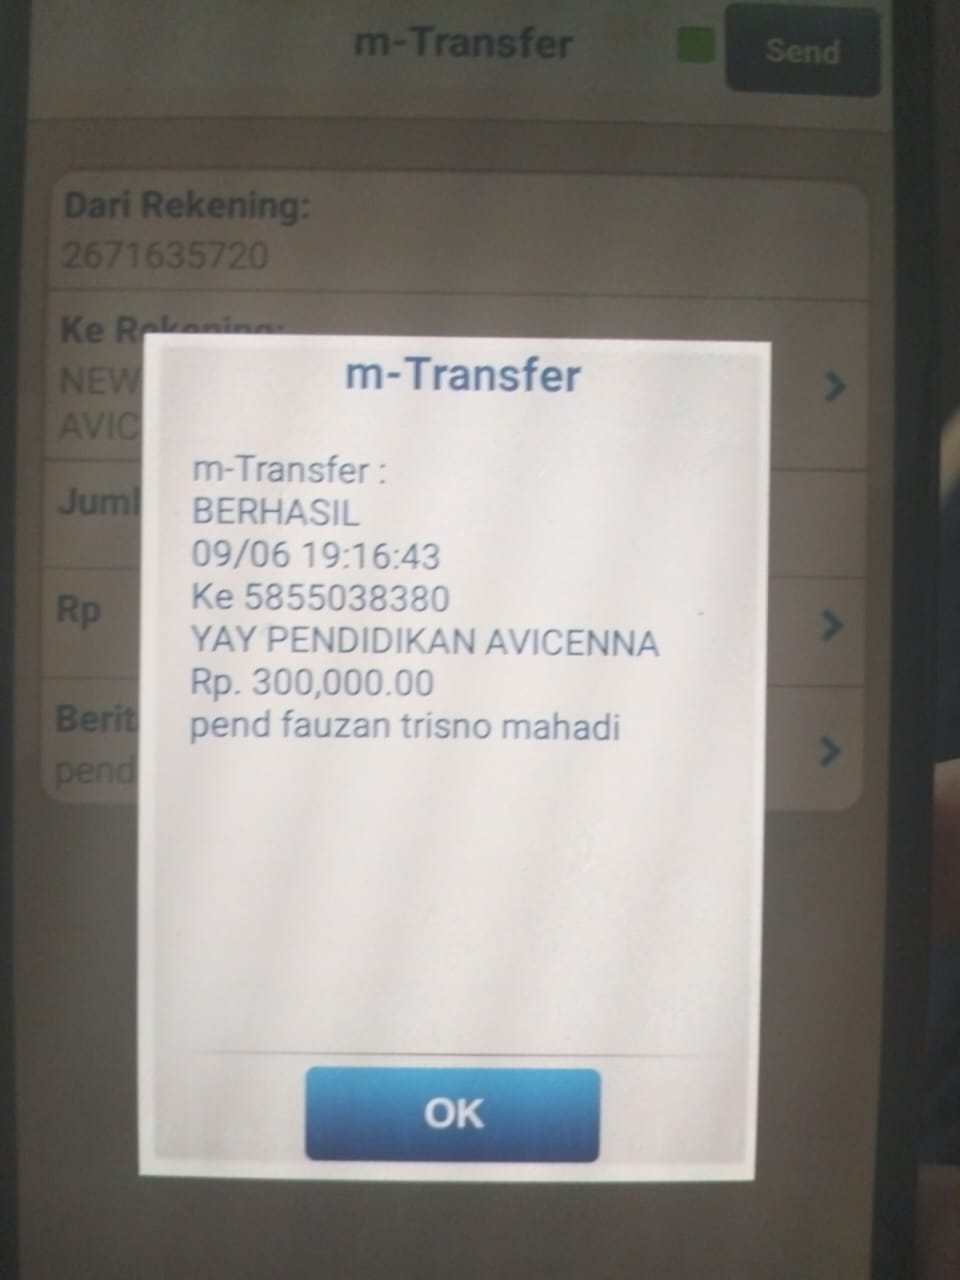 m-Transfer
Send
Dari Rekening:
2671635720
Ke Rekening:
NEW
AVIC
Juml
Rp
Berit
pend
m-Transfer
m-Transfer :
BERHASIL
09/06 19:16:43
Ke 5855038380
YAY PENDIDIKAN AVICENNA
Rp. 300,000.00
pend fauzan trisno mahadi
OK